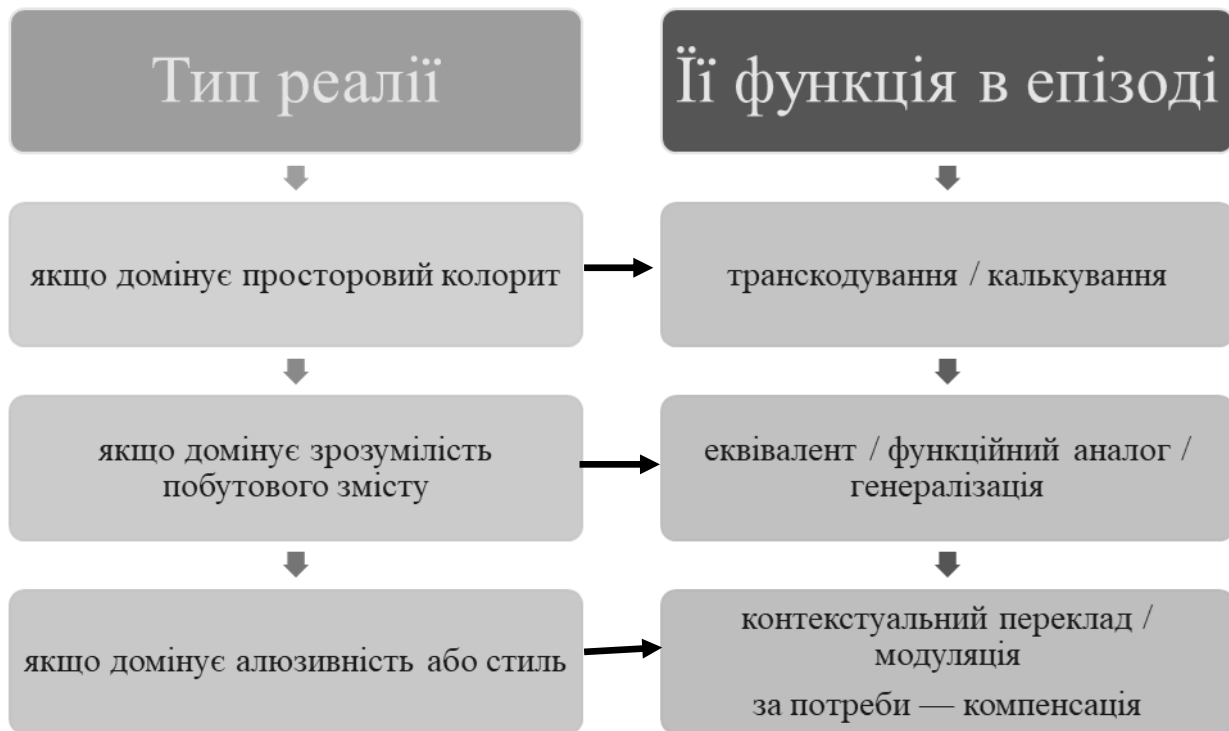 Тип реалії
Її функція в епізоді
якщо домінує просторовий колорит
транскодування / калькування
якщо домінує зрозумілість
побутового змісту
еквівалент / функційний аналог /
генералізація
якщо домінує алюзивність або стиль
контекстуальний переклад /
модуляція
за потреби — компенсація